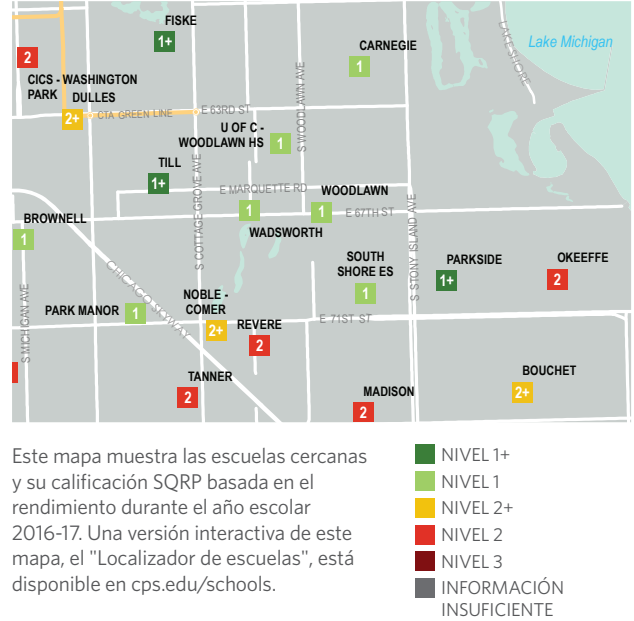 FISKE
1+
CARNEGIE
1
LAKE SHORE
Lake Michigan
2
CICS - WASHINGTON
PARK
DULLES
2+
CTA GREEN LINE
E 63RD ST
S WOODLAWN AVE
U OF C -
WOODLAWN HS
1
TILL
1+
S COTTAGE GROVE AVE
E MARQUETTE RD
WOODLAWN
1
1
E 67TH ST
WADSWORTH
S STONY ISLAND AVE
BROWNELL
1
S MICHIGAN AVE
CHICAGO SKYWAY
SOUTH
SHORE ES
1
PARKSIDE
1+
OKEEFFE
2
PARK MANOR
1
NOBLE -
COMER
2+
REVERE
2
E 71ST ST
TANNER
2
MADISON
2
BOUCHET
2+
Este mapa muestra las escuelas cercanas
y su calificación SQRP basada en el
rendimiento durante el año escolar
2016-17. Una versión interactiva de este
mapa, el "Localizador de escuelas", está
disponible en cps.edu/schools.
NIVEL 1+
NIVEL 1
NIVEL 2+
NIVEL 2
NIVEL 3
INFORMACIÓN
INSUFICIENTE